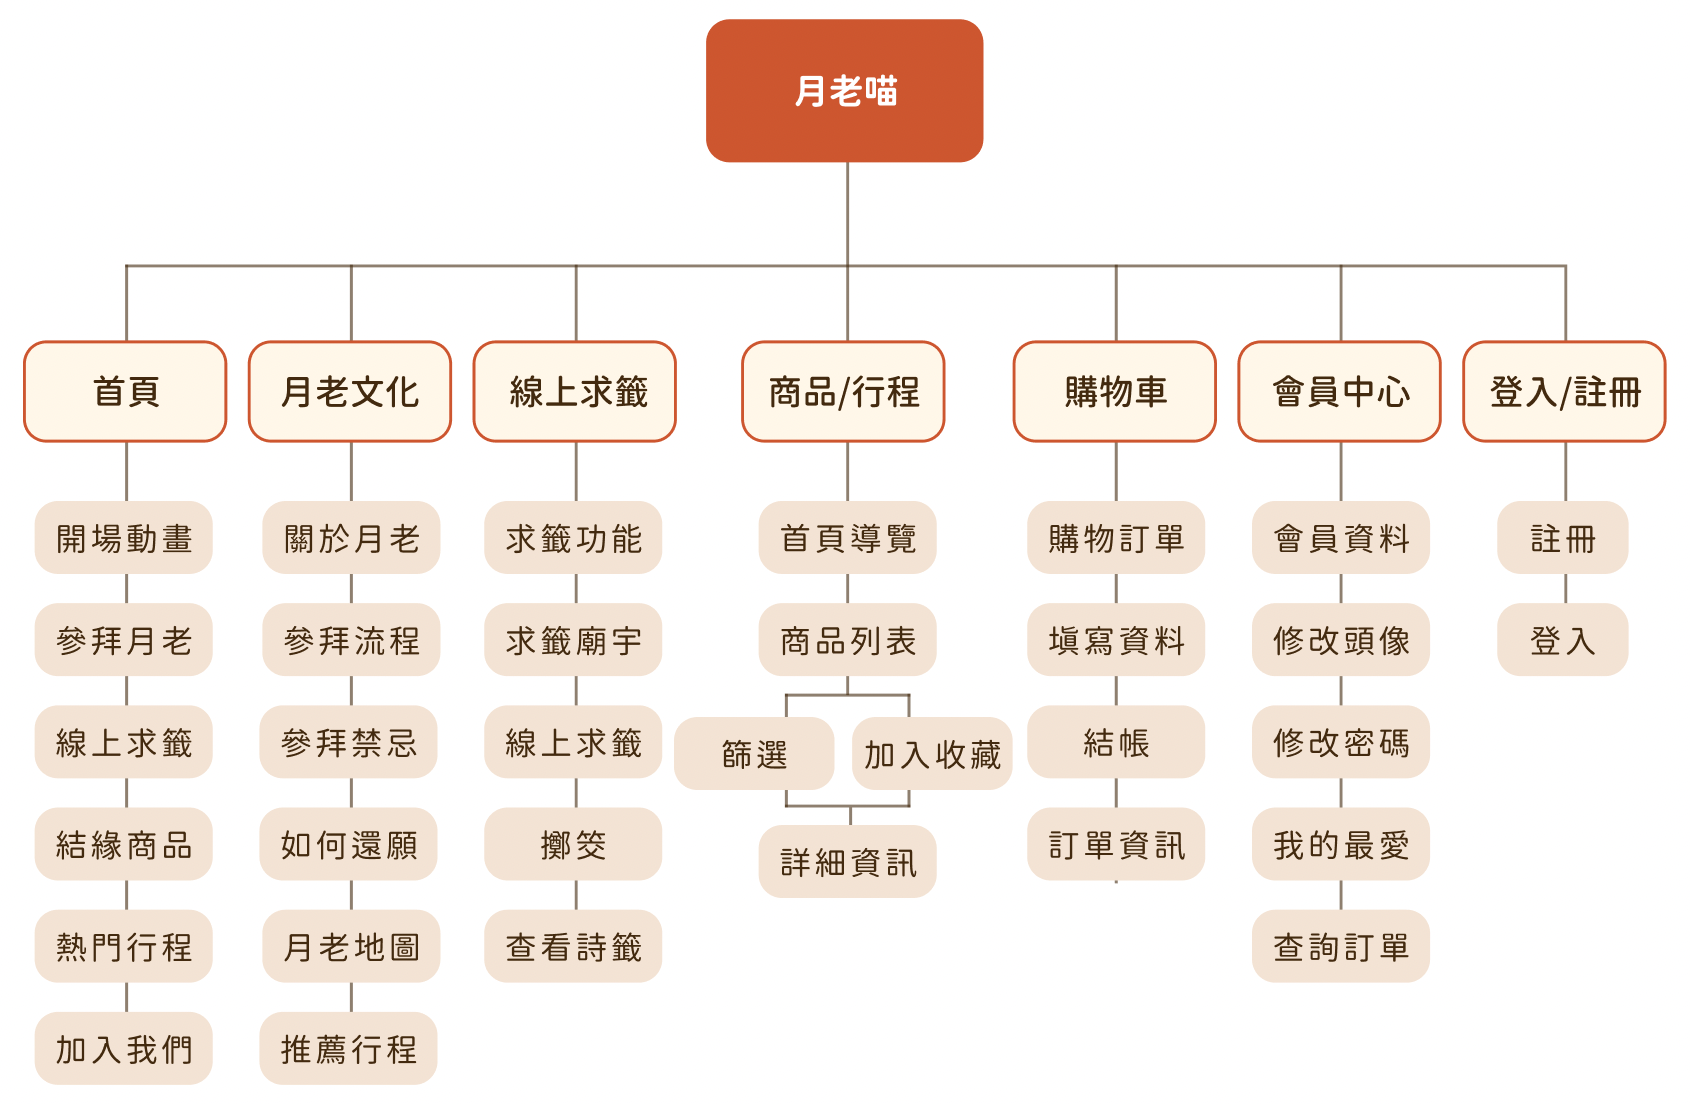 月老喵
首頁
月老文化
線上求籤
商品/行程
購物車
會員中心
登入/註冊
開場動畫
參拜月老
線上求籤
結緣商品
熱門行程
加入我們
關於月老
參拜流程
參拜禁忌
如何還願
月老地圖
推薦行程
求籤功能
求籤廟宇
線上求籤
擲筊
查看詩籤
首頁導覽
商品列表
篩選
加入收藏
詳細資訊
購物訂單
填寫資料
結帳
訂單資訊
會員資料
修改頭像
修改密碼
我的最愛
查詢訂單
註冊
登入